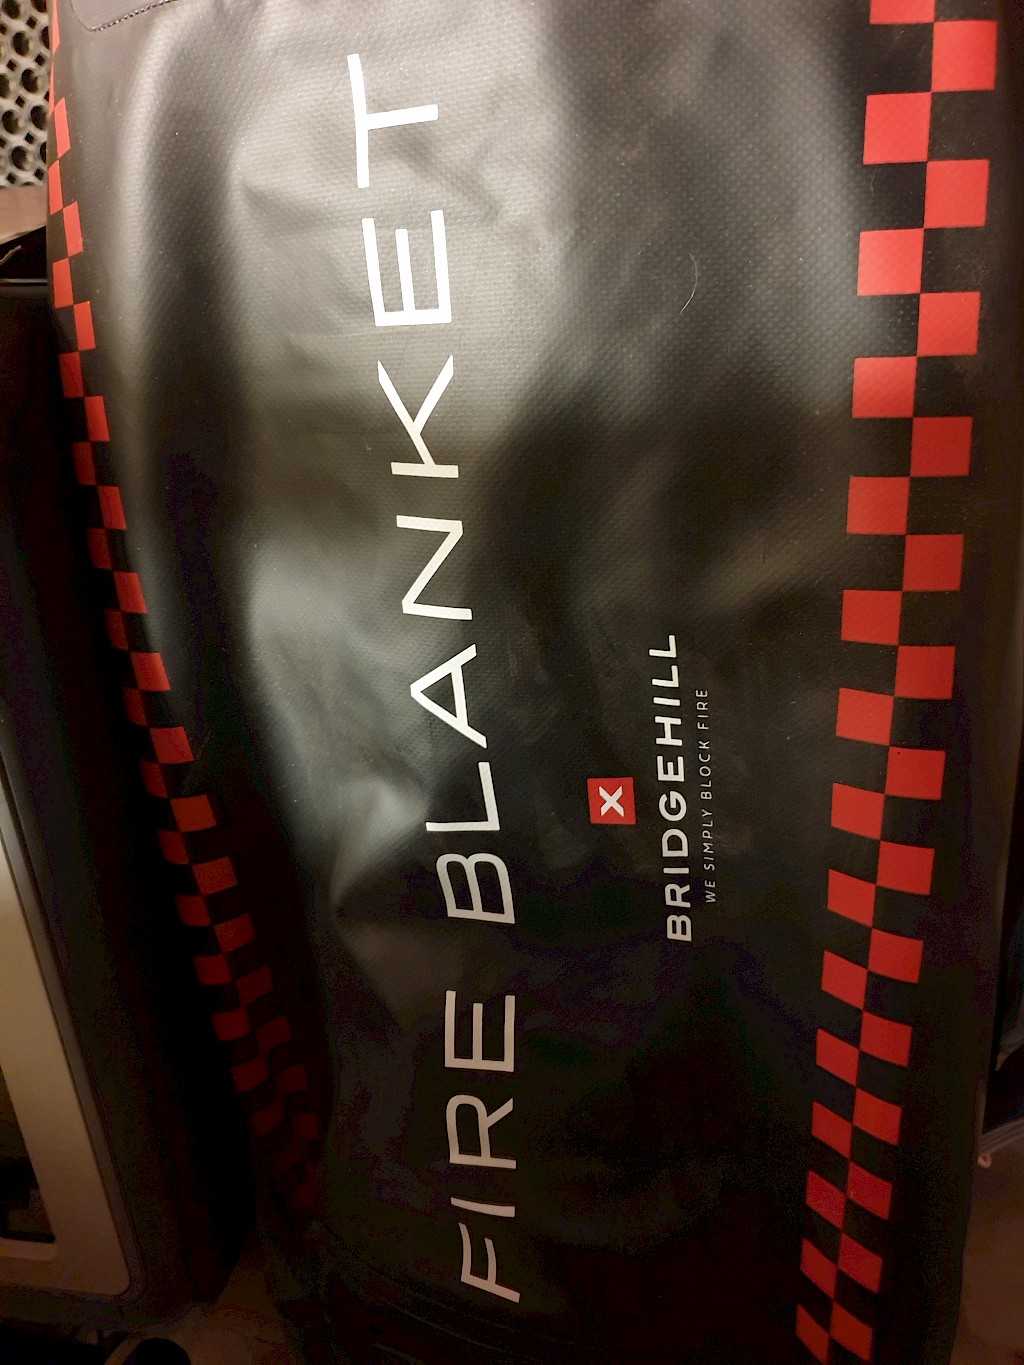 FIRE BLANKET
X
BRIDGEHILL
WE SIMPLY BLOCK FIRE